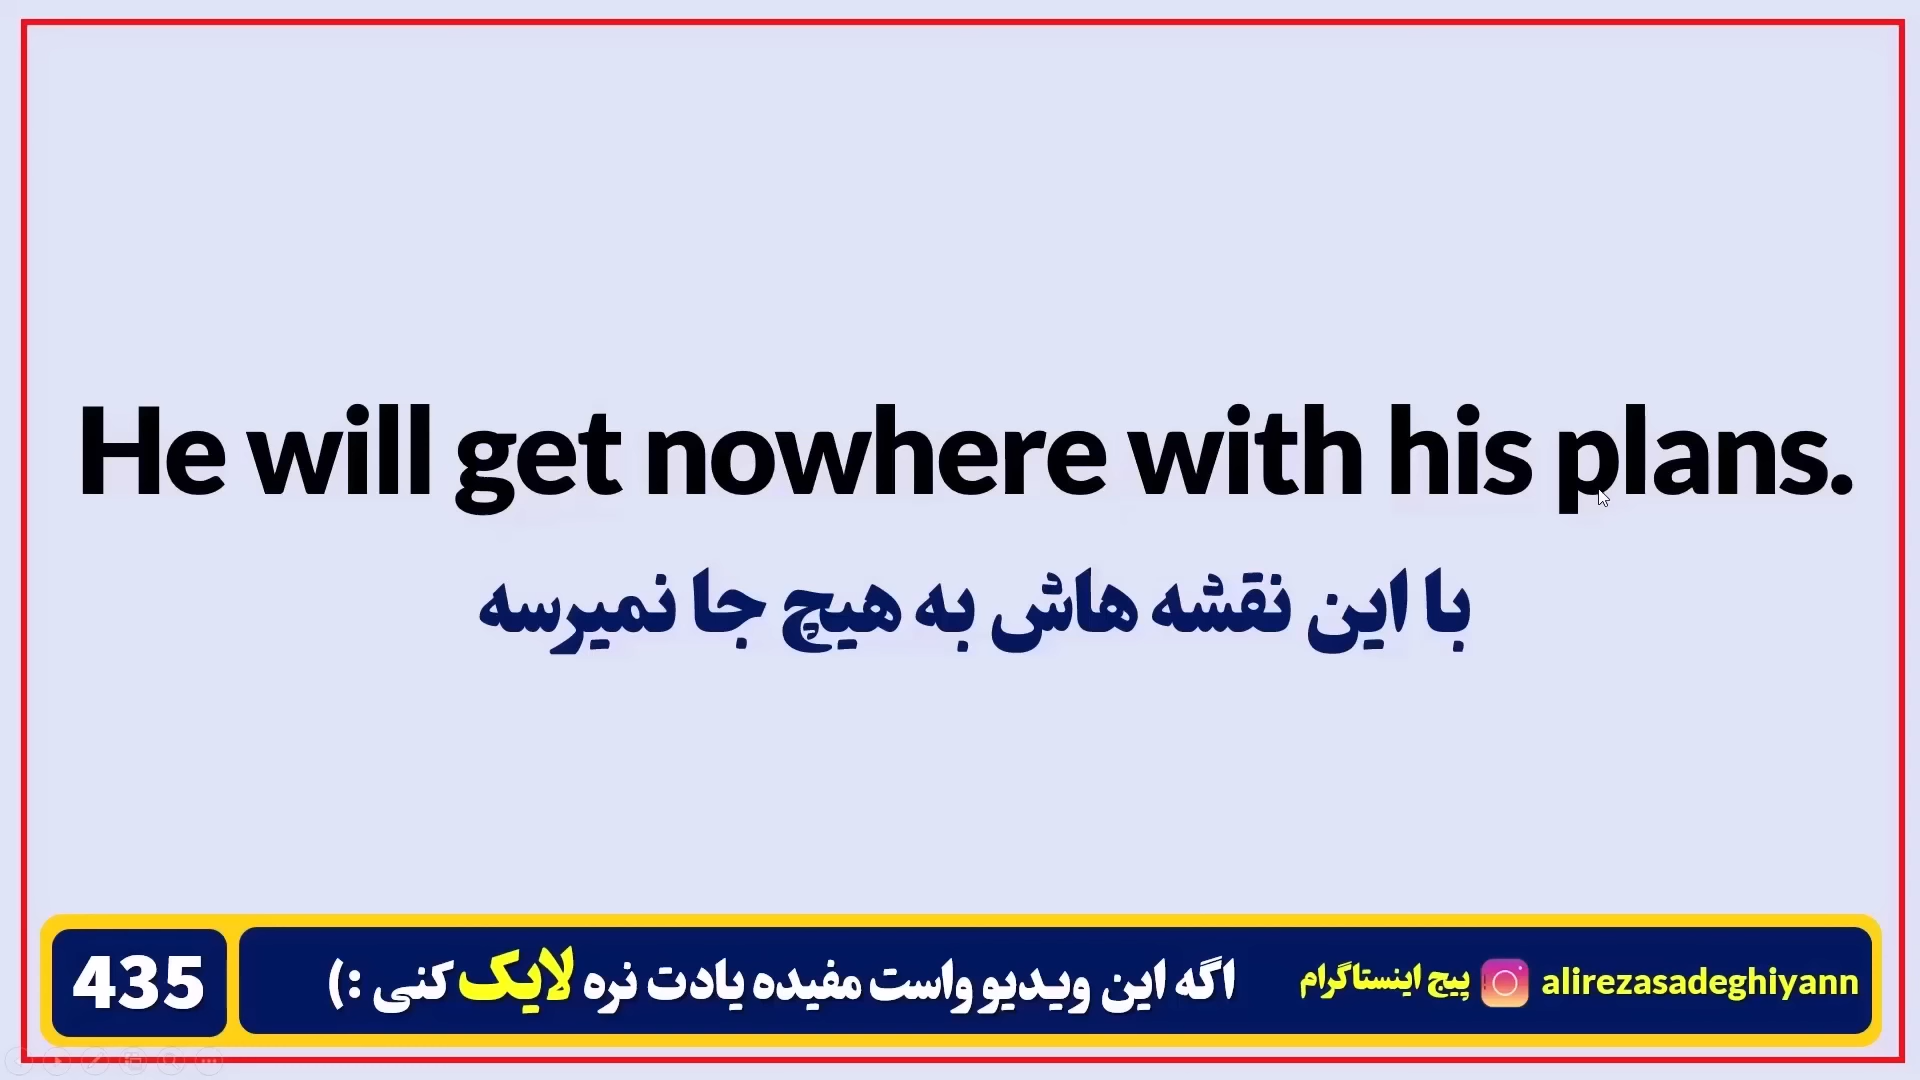 He will get nowhere with his plans.
با این نقشه هاش به هیچ جا نمیرسه
435
اگه این ویدیو واست مفیده یادت نره لایک کنی :)
پیج اینستاگرام alirezasadeghiyann